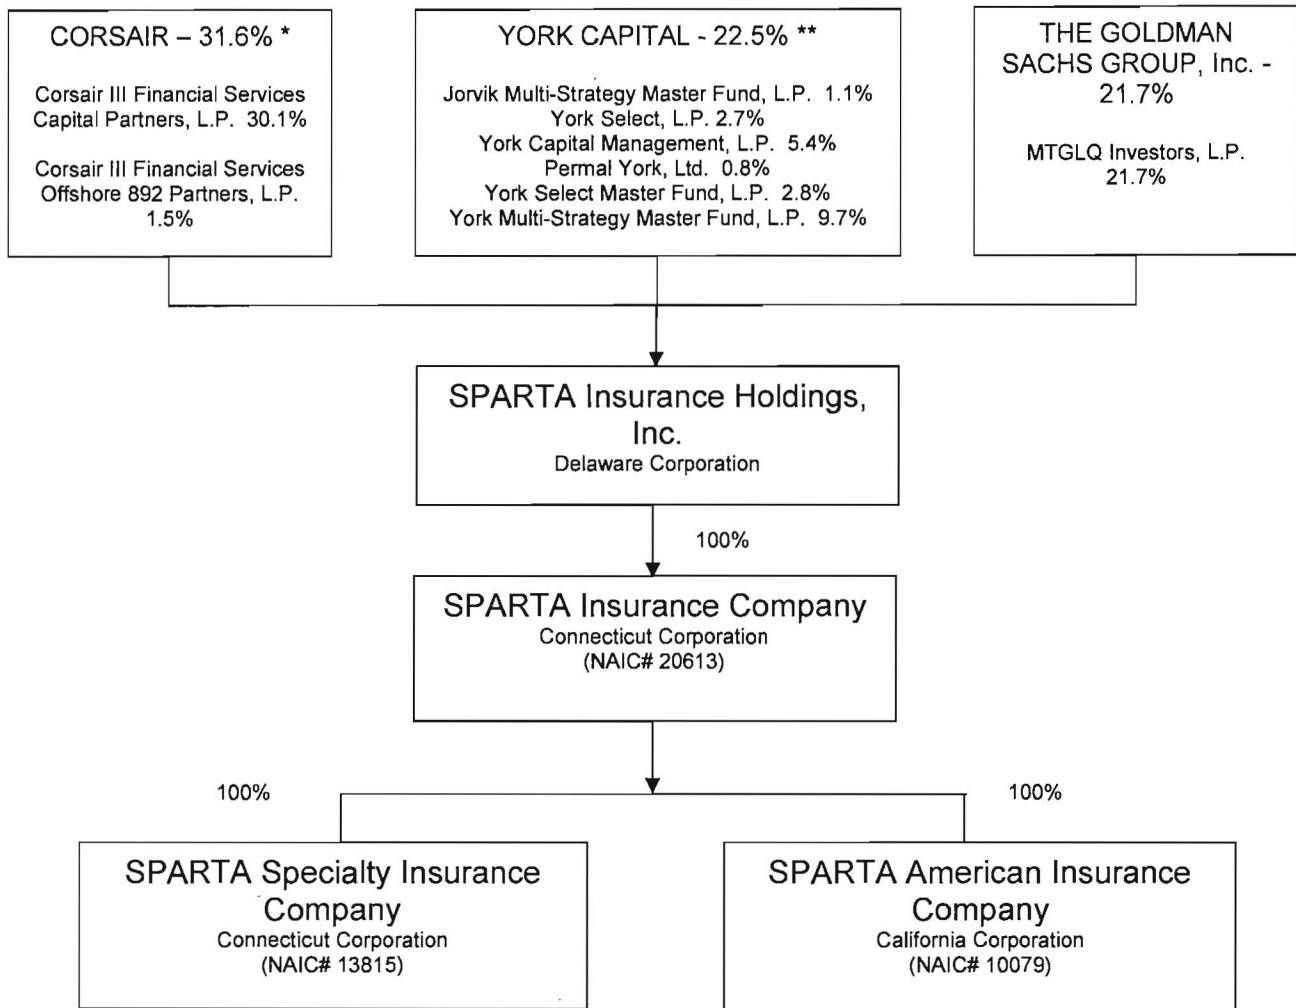 CORSAIR – 31.6% *
Corsair III Financial Services
Capital Partners, L.P. 30.1%
Corsair III Financial Services
Offshore 892 Partners, L.P.
1.5%
YORK CAPITAL - 22.5% **
Jorvik Multi-Strategy Master Fund, L.P. 1.1%
York Select, L.P. 2.7%
York Capital Management, L.P. 5.4%
Permal York, Ltd. 0.8%
York Select Master Fund, L.P. 2.8%
York Multi-Strategy Master Fund, L.P. 9.7%
THE GOLDMAN
SACHS GROUP, Inc. -
21.7%
MTGLQ Investors, L.P.
21.7%
SPARTA Insurance Holdings,
Inc.
Delaware Corporation
100%
SPARTA Insurance Company
Connecticut Corporation
(NAIC# 20613)
100%
100%
SPARTA Specialty Insurance
Company
Connecticut Corporation
(NAIC# 13815)
SPARTA American Insurance
Company
California Corporation
(NAIC# 10079)